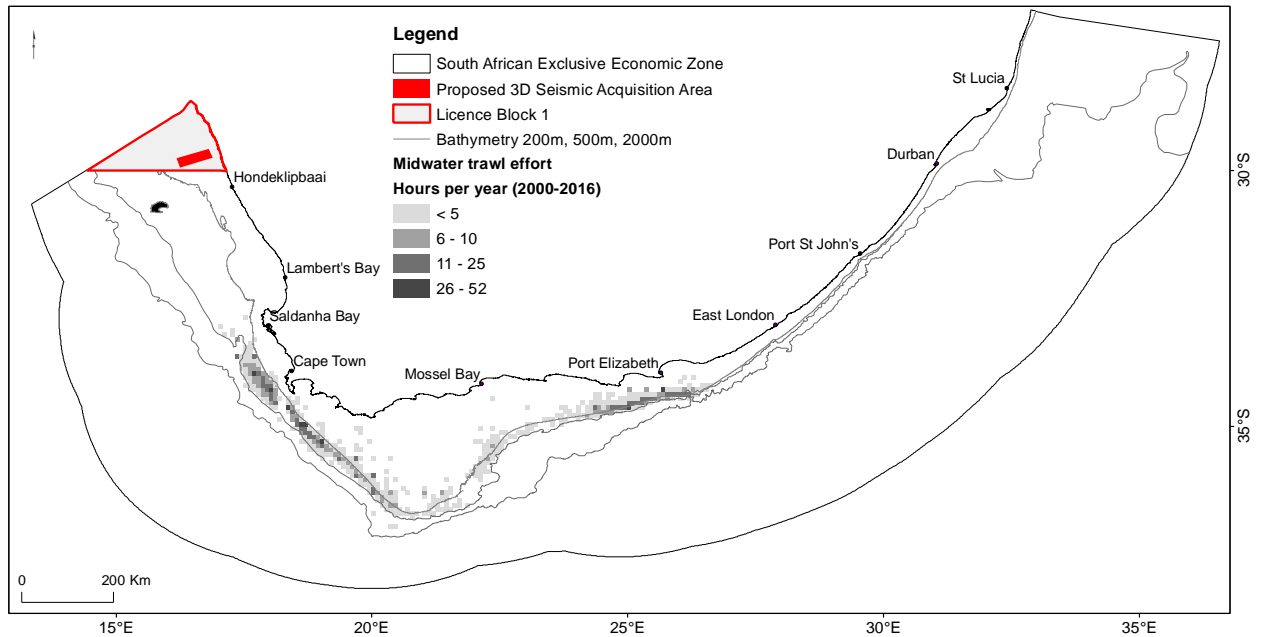 Legend
South African Exclusive Economic Zone
Proposed 3D Seismic Acquisition Area
Licence Block 1
Bathymetry 200m, 500m, 2000m
Midwater trawl effort
Hours per year (2000-2016)
< 5
6 - 10
11 - 25
26 - 52
St Lucia
Durban
30°S
Hondeklipbaai
Port St John's
Lambert's Bay
East London
Saldanha Bay
Cape Town
Port Elizabeth
Mossel Bay
35°S
0 200 Km
15°E 20°E 25°E 30°E 35°E